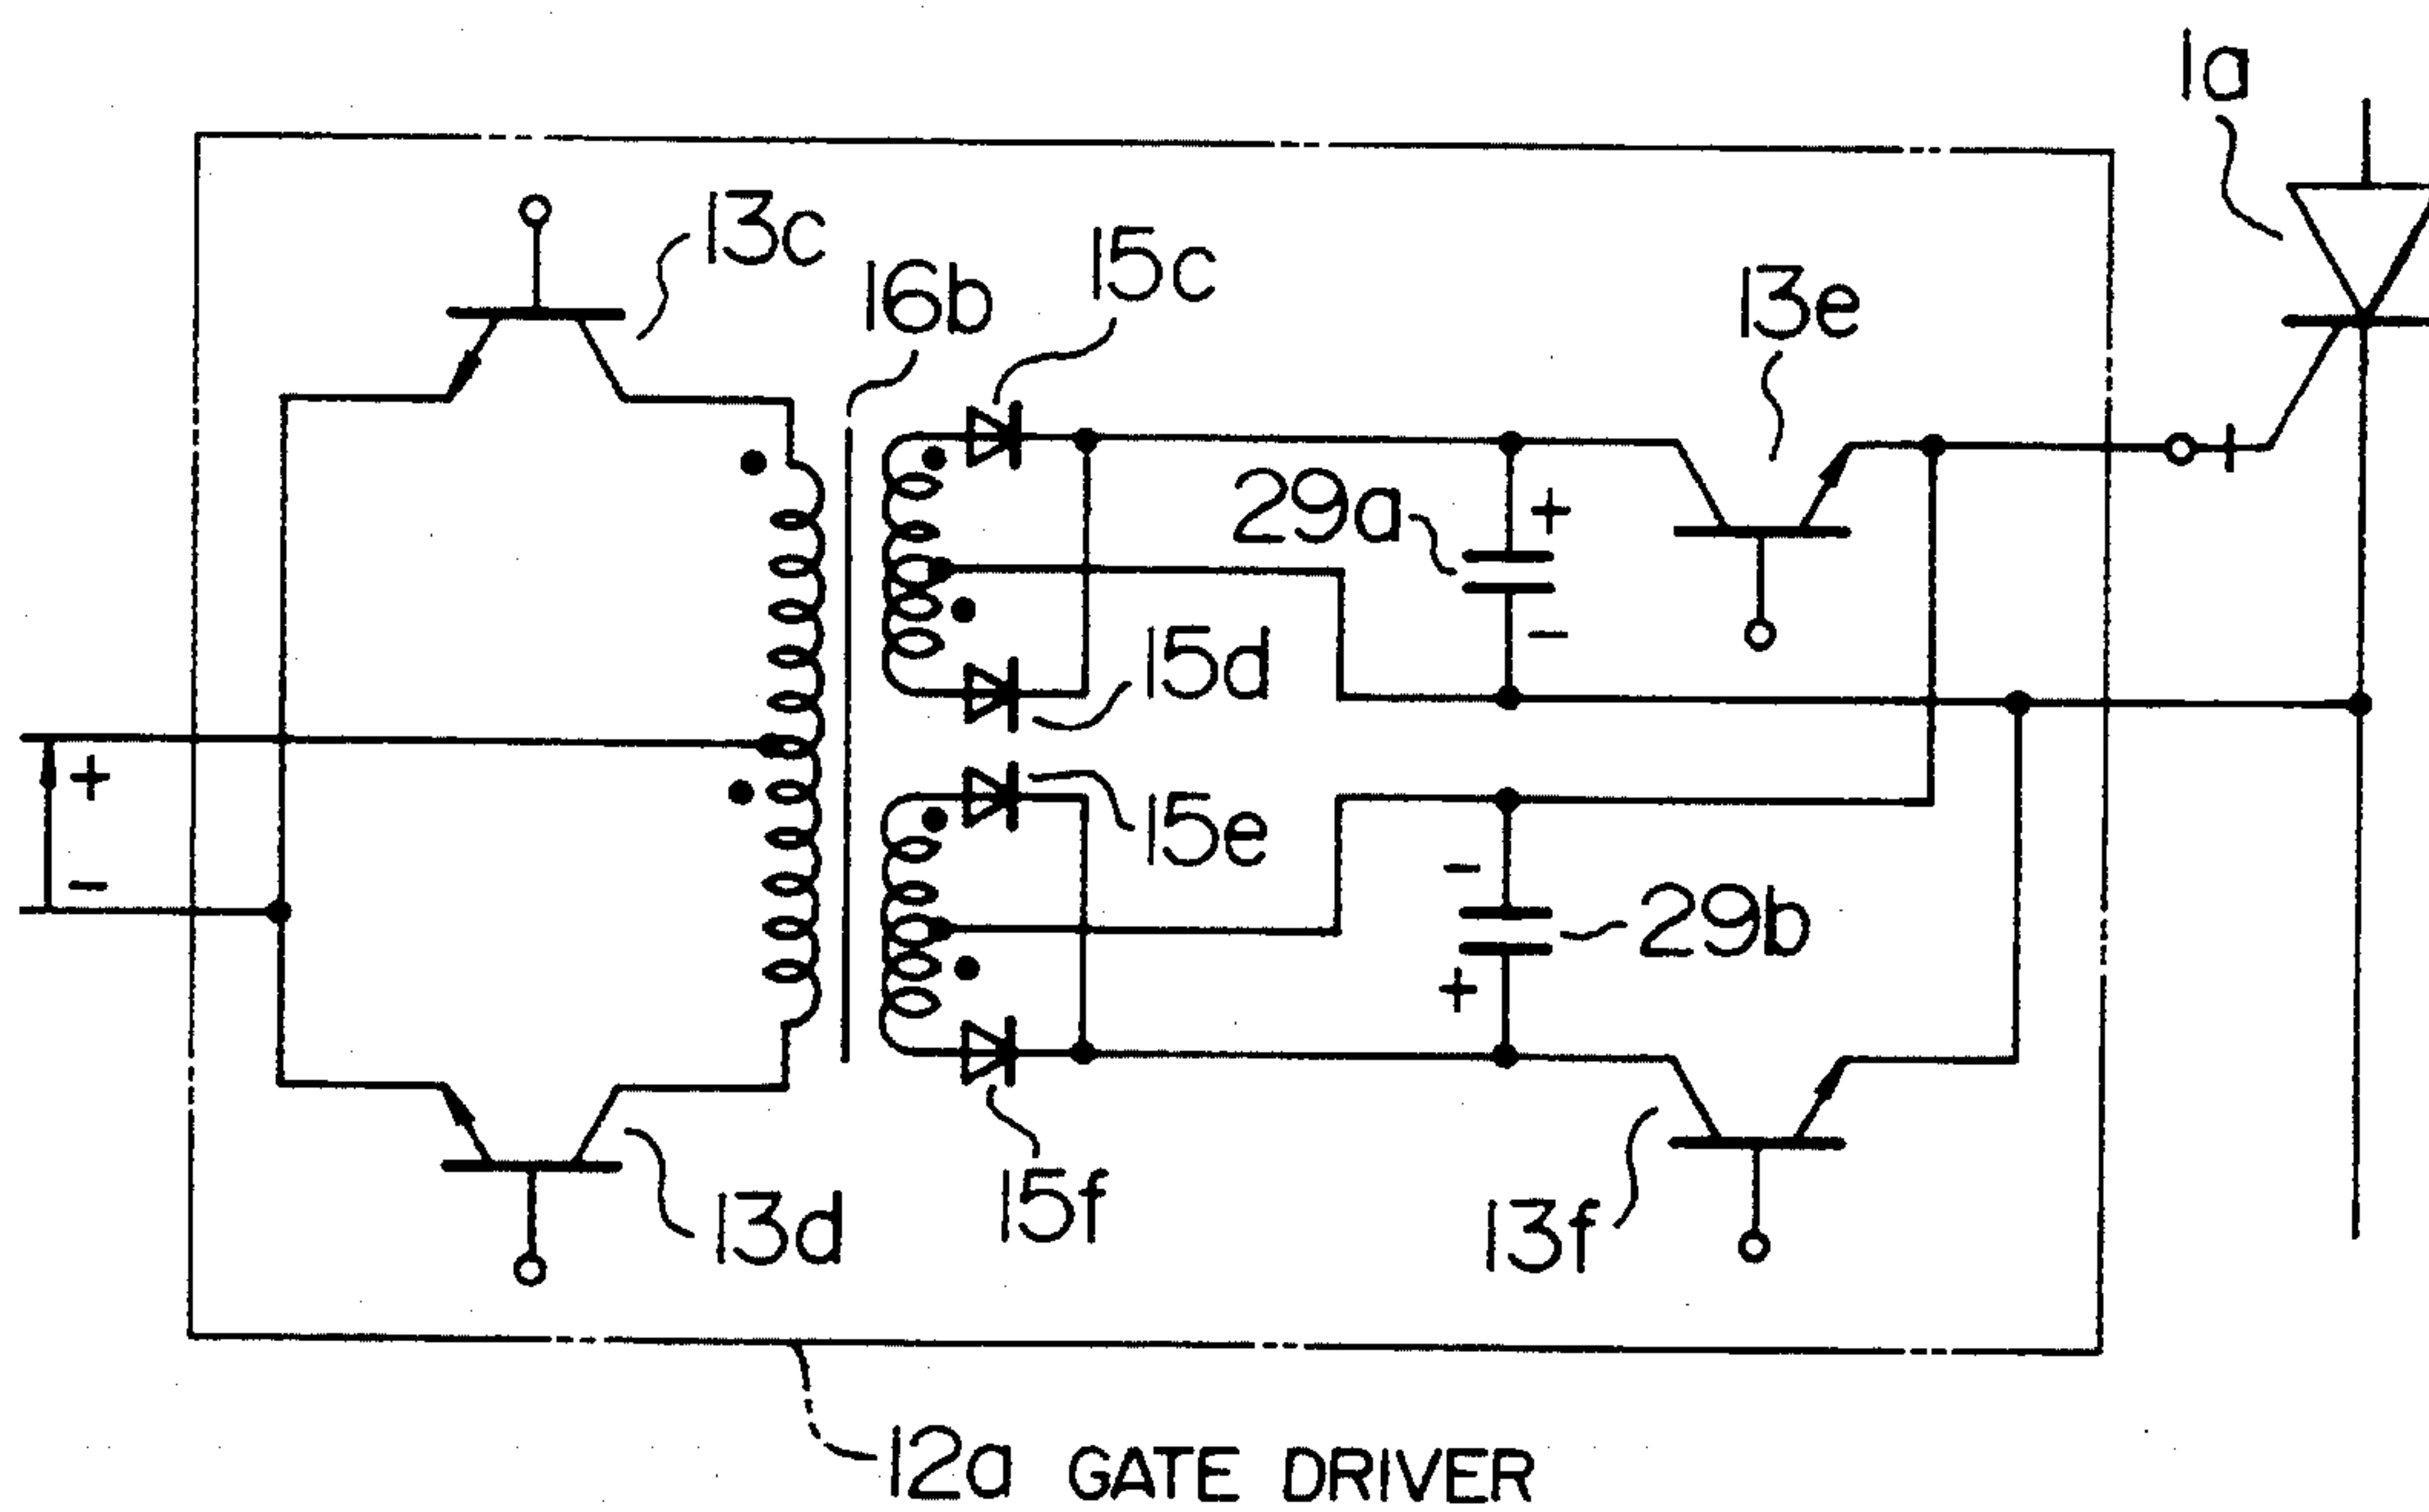 1a
13c
15c
16b
13e
29a
+
-
15d
+
-
15e
-
29b
+
13d
15f
13f
12a GATE DRIVER